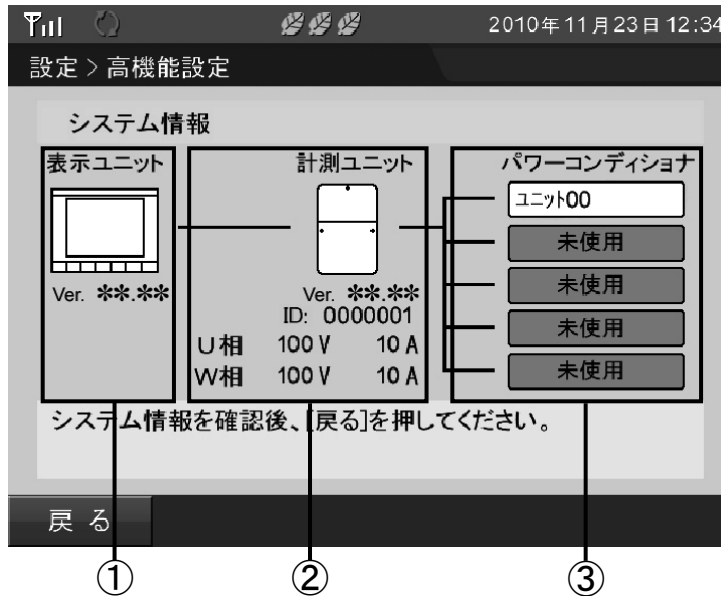 2010年11月23日 12:34
設定 > 高機能設定
システム情報
表示ユニット
Ver. **.**
計測ユニット
Ver. **.**
ID: 0000001
U相 100 V 10 A
W相 100 V 10 A
パワーコンディショナ
ユニット00
未使用
未使用
未使用
未使用
システム情報を確認後、[戻る]を押してください。
戻る
① ② ③